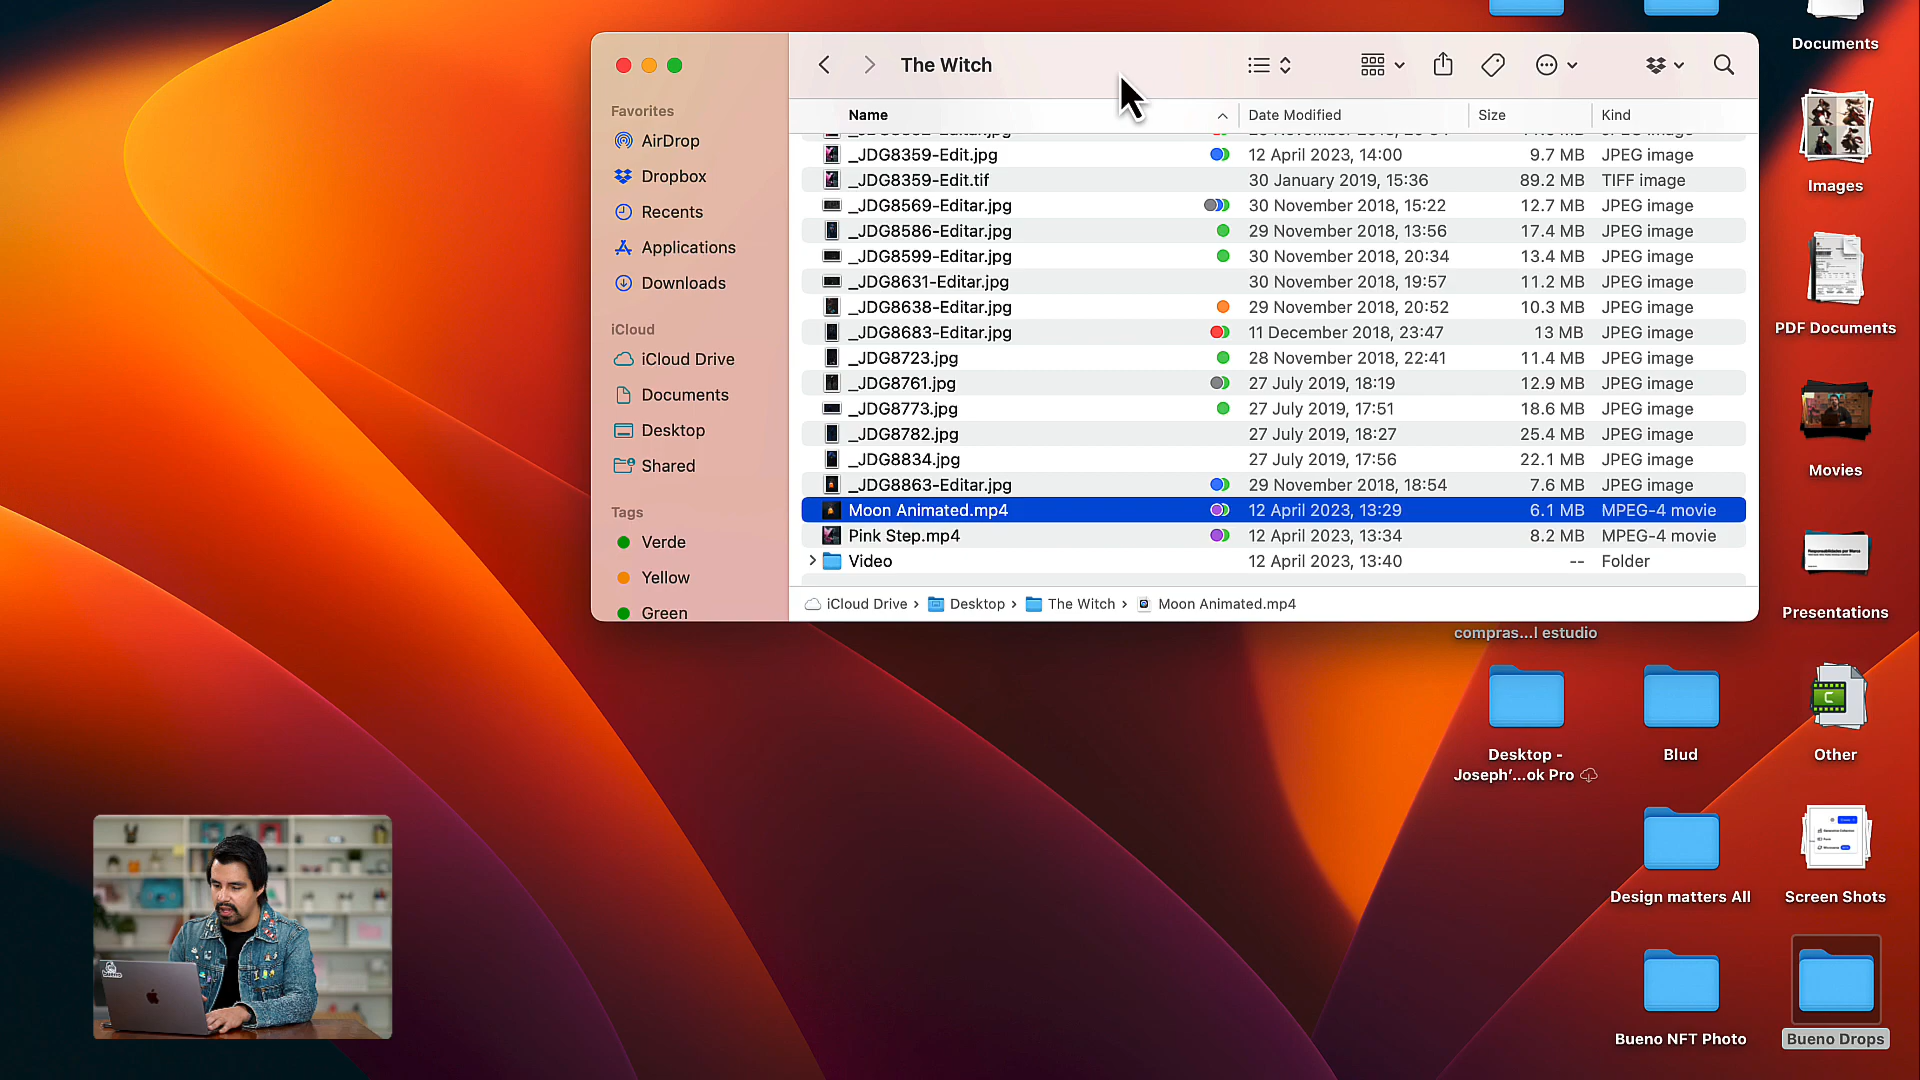 The Witch
Name
Date Modified
Size
Kind
_JDG8359-Edit.jpg
12 April 2023, 14:00
9.7 MB
JPEG image
_JDG8359-Edit.tif
30 January 2019, 15:36
89.2 MB
TIFF image
_JDG8569-Editar.jpg
30 November 2018, 15:22
12.7 MB
JPEG image
_JDG8586-Editar.jpg
29 November 2018, 13:56
17.4 MB
JPEG image
_JDG8599-Editar.jpg
30 November 2018, 20:34
13.4 MB
JPEG image
_JDG8631-Editar.jpg
30 November 2018, 19:57
11.2 MB
JPEG image
_JDG8638-Editar.jpg
29 November 2018, 20:52
10.3 MB
JPEG image
_JDG8683-Editar.jpg
11 December 2018, 23:47
13 MB
JPEG image
_JDG8723.jpg
28 November 2018, 22:41
11.4 MB
JPEG image
_JDG8761.jpg
27 July 2019, 18:19
12.9 MB
JPEG image
_JDG8773.jpg
27 July 2019, 17:51
18.6 MB
JPEG image
_JDG8782.jpg
27 July 2019, 18:27
25.4 MB
JPEG image
_JDG8834.jpg
27 July 2019, 17:56
22.1 MB
JPEG image
_JDG8863-Editar.jpg
29 November 2018, 18:54
7.6 MB
JPEG image
Moon Animated.mp4
12 April 2023, 13:29
6.1 MB
MPEG-4 movie
Pink Step.mp4
12 April 2023, 13:34
8.2 MB
MPEG-4 movie
Video
12 April 2023, 13:40
--
Folder
iCloud Drive › Desktop › The Witch › Moon Animated.mp4
Favorites
AirDrop
Dropbox
Recents
Applications
Downloads
iCloud
iCloud Drive
Documents
Desktop
Shared
Tags
Verde
Yellow
Green
Documents
Images
PDF Documents
Movies
Presentations
compras...l estudio
Desktop -
Joseph’...ok Pro
Blud
Other
Design matters All
Screen Shots
Bueno NFT Photo
Bueno Drops